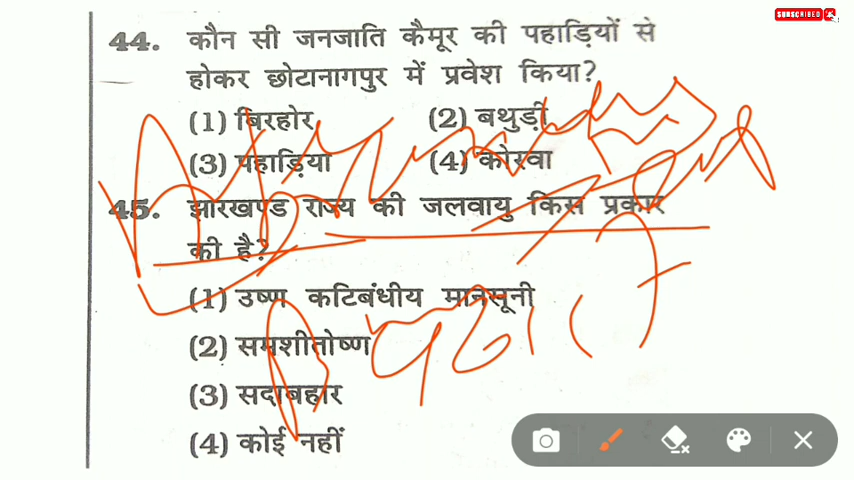 SUBSCRIBED
44. कौन सी जनजाति कैमूर की पहाड़ियों से
होकर छोटानागपुर में प्रवेश किया?
(1) बिरहोर (2) बथुड़ी
(3) पहाड़िया (4) कोरवा
45. झारखण्ड राज्य की जलवायु किस प्रकार
की है?
(1) उष्ण कटिबंधीय मानसूनी
(2) समशीतोष्ण
(3) सदाबहार
(4) कोई नहीं